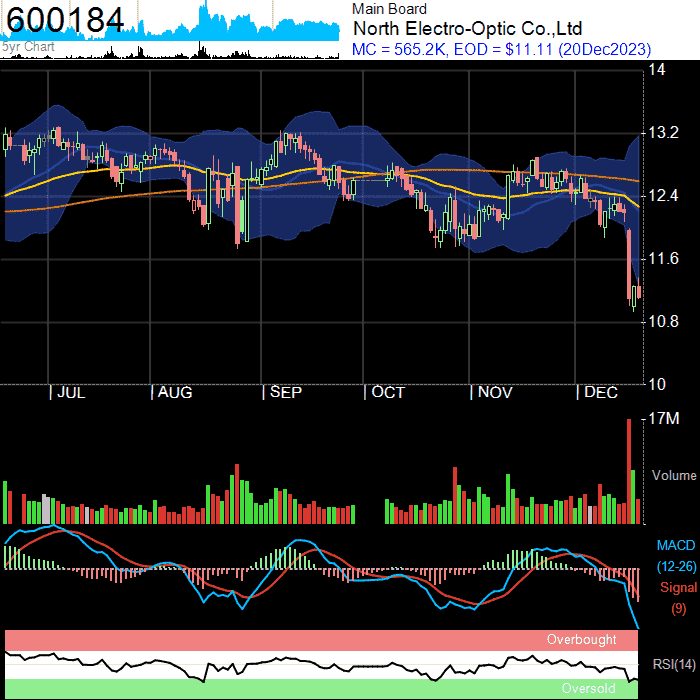 600184
5yr Chart
Main Board
North Electro-Optic Co.,Ltd
MC = 565.2K, EOD = $11.11 (20Dec2023)
14
13.2
12.4
11.6
10.8
10
JUL
AUG
SEP
OCT
NOV
DEC
17M
Volume
MACD
(12-26)
Signal
(9)
Overbought
RSI(14)
Oversold